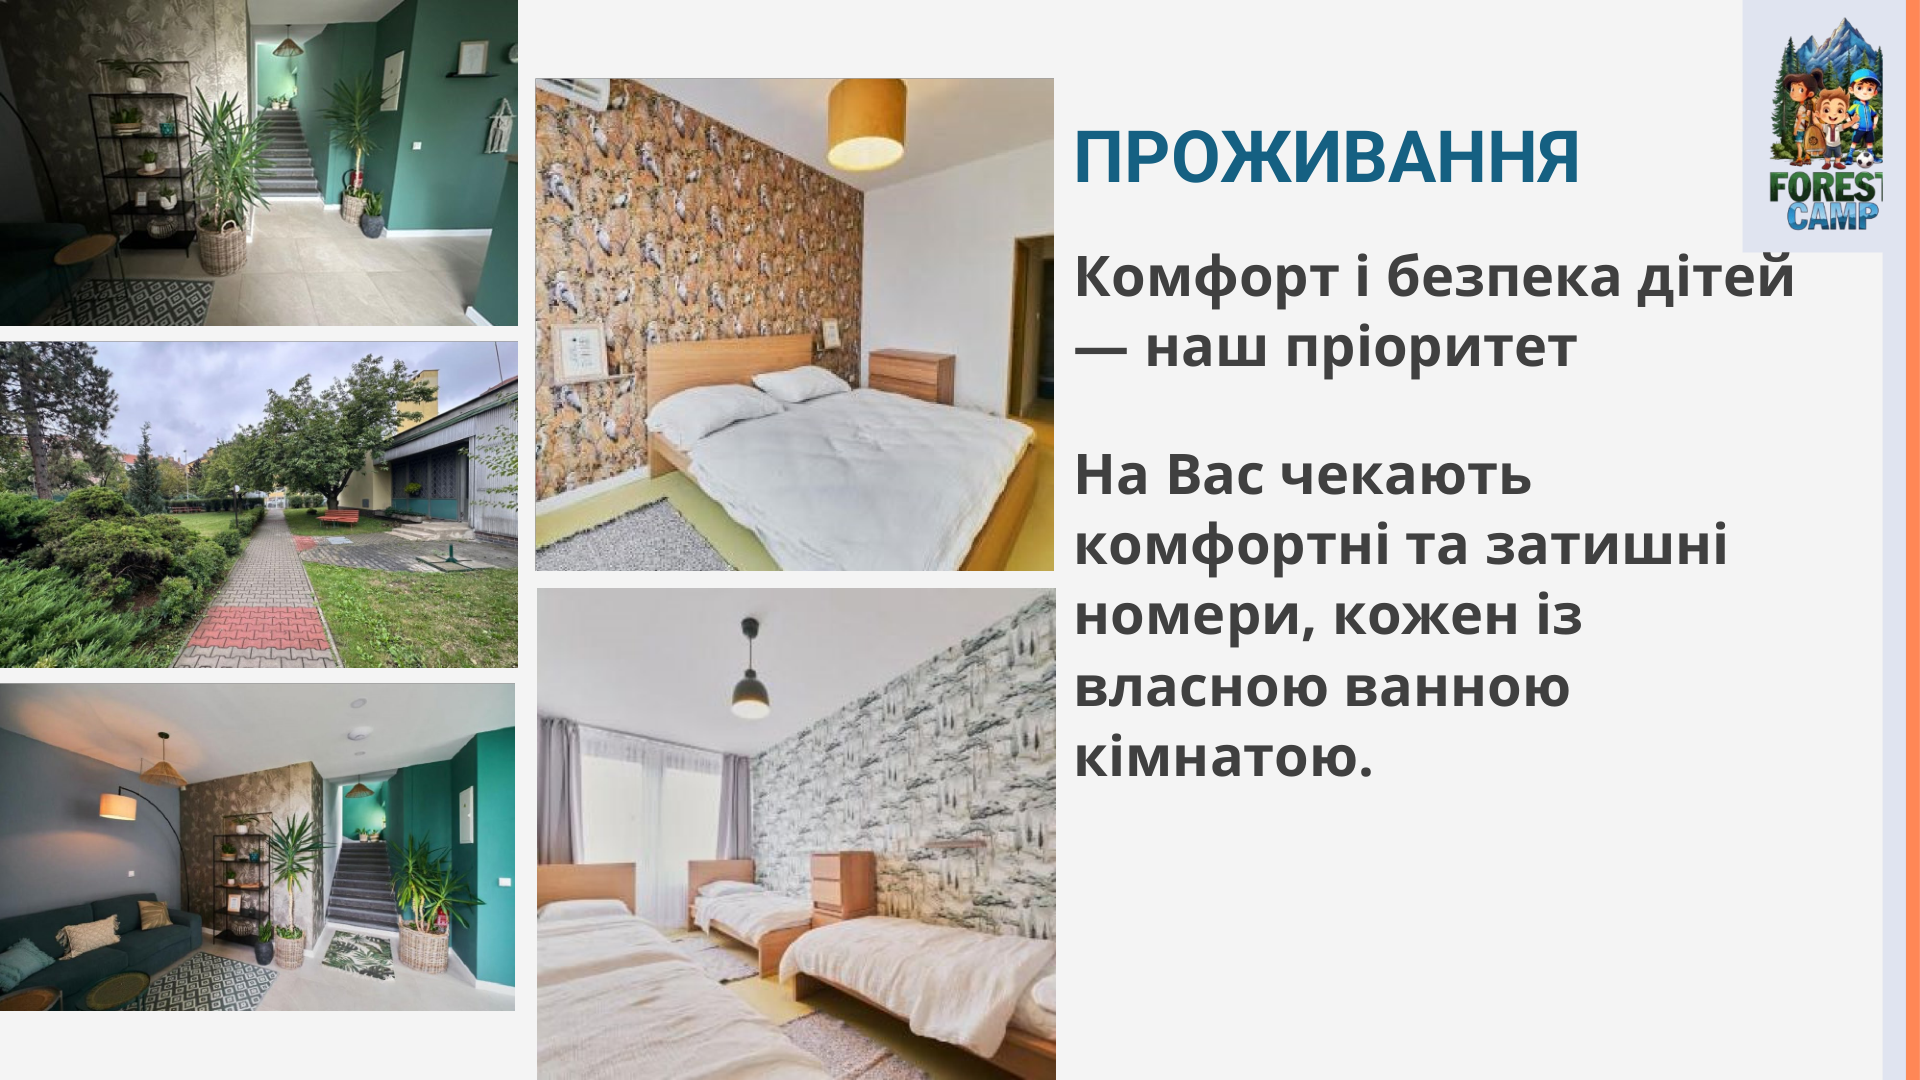 ПРОЖИВАННЯ
FOREST
CAMP
Комфорт і безпека дітей
— наш пріоритет
На Вас чекають
комфортні та затишні
номери, кожен із
власною ванною
кімнатою.